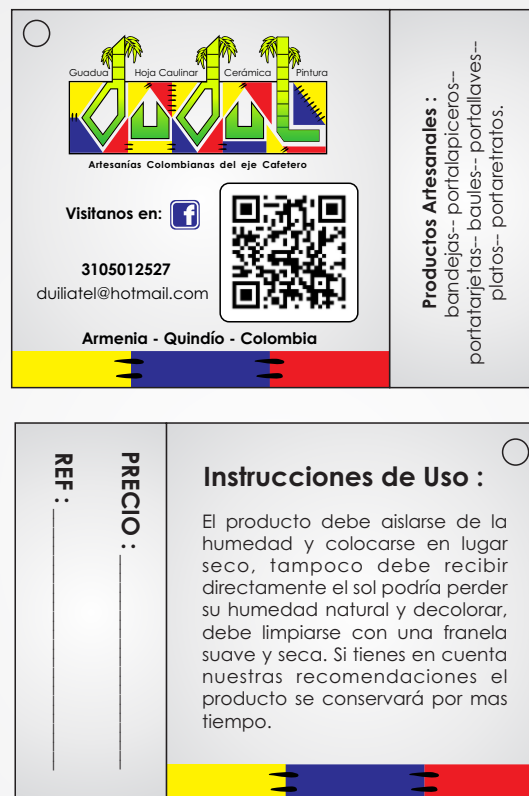 Guadua Hoja Caulinar Cerámica Pintura
Artesanías Colombianas del eje Cafetero
Visitanos en: f
3105012527
duiliatel@hotmail.com
Armenia - Quindío - Colombia
Productos Artesanales :
bandejas-- portalapiceros--
portatarjetas-- baules-- portallaves--
platos-- portaretratos.
PRECIO :
REF :
Instrucciones de Uso :
El producto debe aislarse de la
humedad y colocarse en lugar
seco, tampoco debe recibir
directamente el sol podría perder
su humedad natural y decolorar,
debe limpiarse con una franela
suave y seca. Si tienes en cuenta
nuestras recomendaciones el
producto se conservará por mas
tiempo.